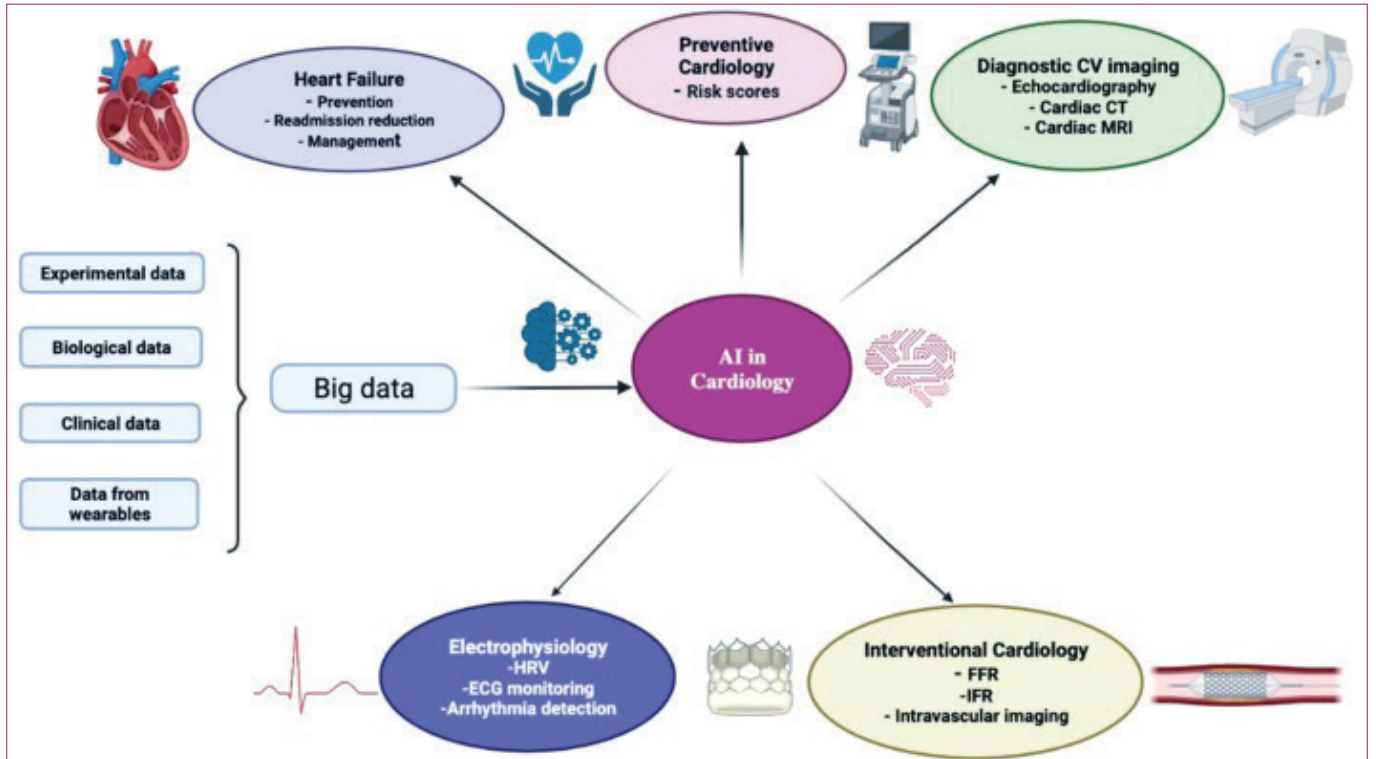 Heart Failure
- Prevention
- Readmission reduction
- Management
Preventive
Cardiology
- Risk scores
Diagnostic CV imaging
- Echocardiography
- Cardiac CT
- Cardiac MRI
Experimental data
Biological data
Clinical data
Data from
wearables
Big data
AI in
Cardiology
Electrophysiology
-HRV
-ECG monitoring
-Arrhythmia detection
Interventional Cardiology
- FFR
-IFR
- Intravascular imaging